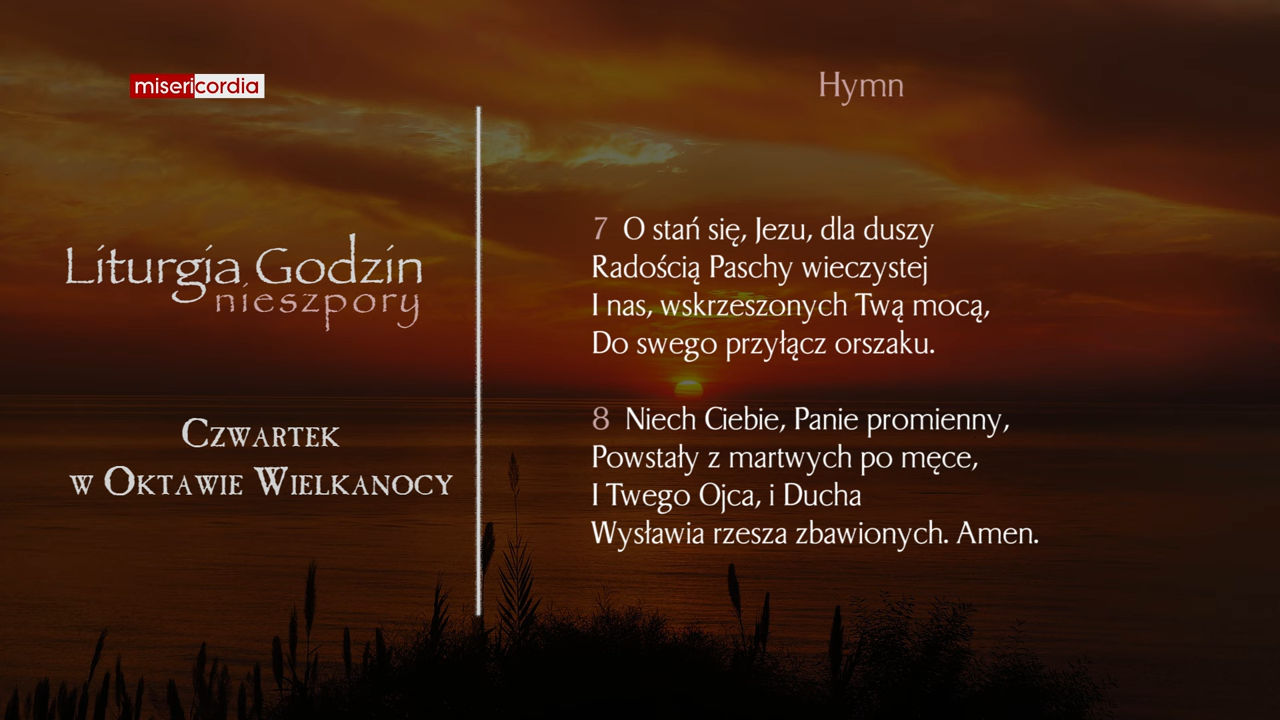 misericordia
Liturgia Godzin
nieszpory
Czwartek
w Oktawie Wielkanocy
Hymn
7 O stań się, Jezu, dla duszy
Radością Paschy wieczystej
I nas, wskrzeszonych Twą mocą,
Do swego przyłącz orszaku.
8 Niech Ciebie, Panie promienny,
Powstały z martwych po męce,
I Twego Ojca, i Ducha
Wysławia rzesza zbawionych. Amen.